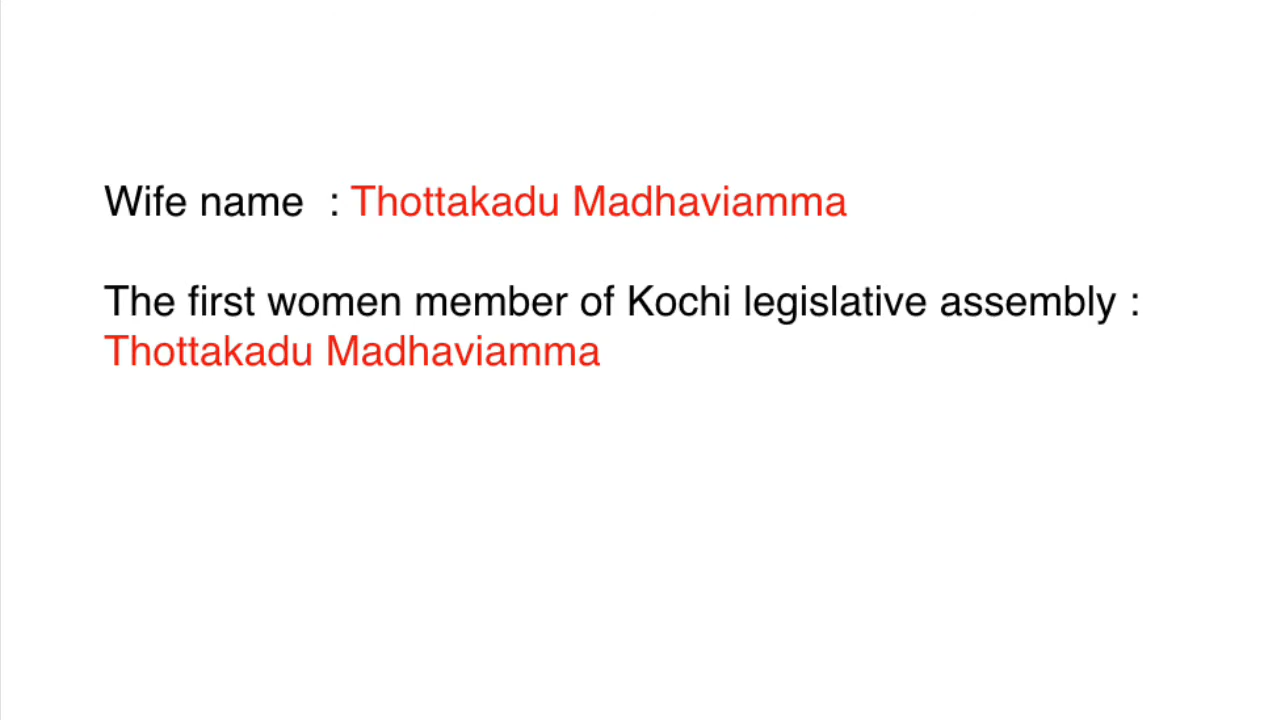 Wife name : Thottakadu Madhaviamma
The first women member of Kochi legislative assembly :
Thottakadu Madhaviamma